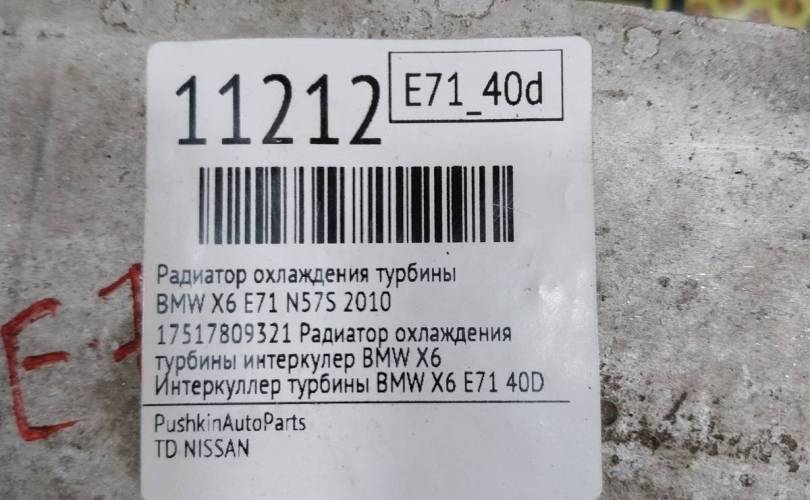 11212
E71_40d
Радиатор охлаждения турбины
BMW X6 E71 N57S 2010
17517809321 Радиатор охлаждения
турбины интеркулер BMW X6
Интеркуллер турбины BMW X6 E71 40D
PushkinAutoParts
TD NISSAN